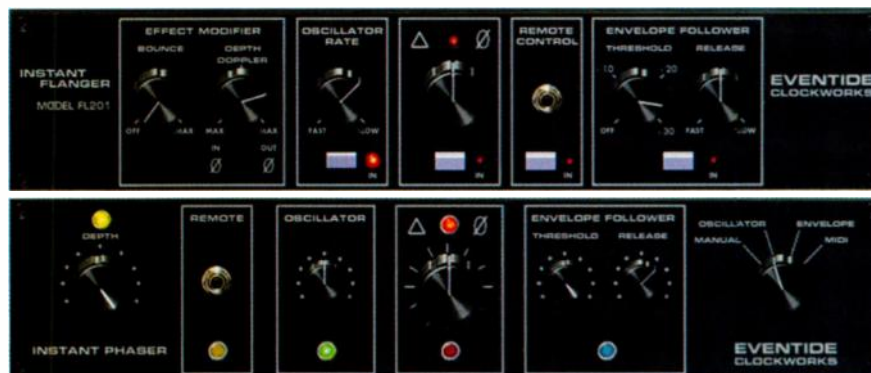 EFFECT MODIFIER
BOUNCE
DEPTH
DOPPLER
OFF
MAX
MAX
MAX
IN
OUT
Ø
Ø
INSTANT
FLANGER
MODEL FL201
OSCILLATOR
RATE
FAST
SLOW
IN
Δ
Ø
IN
REMOTE
CONTROL
IN
ENVELOPE FOLLOWER
THRESHOLD
RELEASE
10
20
30
OFF
FAST
SLOW
IN
EVENTIDE
CLOCKWORKS
DEPTH
INSTANT PHASER
REMOTE
OSCILLATOR
Δ
Ø
ENVELOPE FOLLOWER
THRESHOLD
RELEASE
OSCILLATOR
ENVELOPE
MANUAL
MIDI
EVENTIDE
CLOCKWORKS